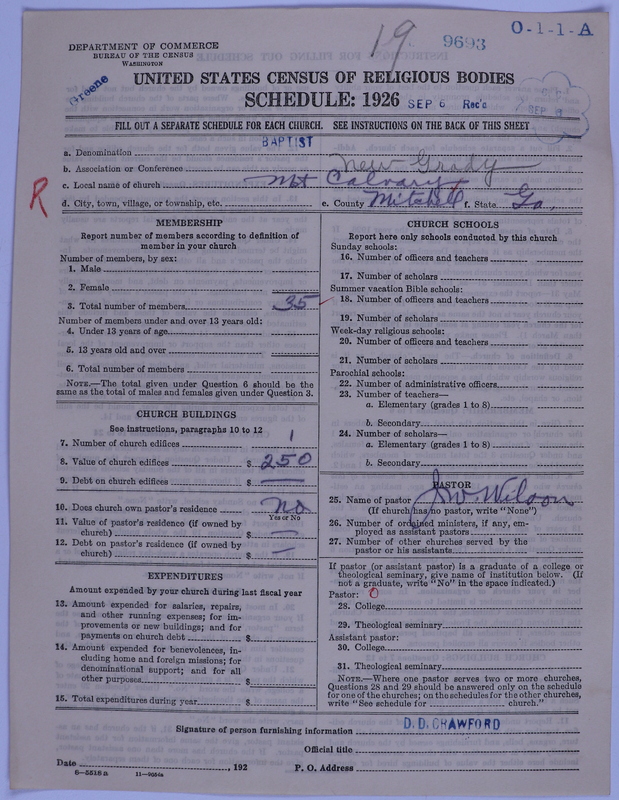 19. 9693 O-1-1-A
DEPARTMENT OF COMMERCE
BUREAU OF THE CENSUS
WASHINGTON
Greene
UNITED STATES CENSUS OF RELIGIOUS BODIES
SCHEDULE: 1926 SEP 6 Rec'd
SEP
FILL OUT A SEPARATE SCHEDULE FOR EACH CHURCH. SEE INSTRUCTIONS ON THE BACK OF THIS SHEET
a. Denomination BAPTIST
b. Association or Conference New Grady
c. Local name of church Mt Calvary
R
d. City, town, village, or township, etc. e. County Mitchell f. State Ga.
MEMBERSHIP
Report number of members according to definition of
member in your church
Number of members, by sex:
1. Male
2. Female
3. Total number of members 35
Number of members under and over 13 years old:
4. Under 13 years of age
5. 13 years old and over
6. Total number of members
NOTE.—The total given under Question 6 should be the
same as the total of males and females given under Question 3.
CHURCH BUILDINGS
See instructions, paragraphs 10 to 12
7. Number of church edifices 1
8. Value of church edifices $ 250
9. Debt on church edifices $ —
10. Does church own pastor's residence No
Yes or No
11. Value of pastor's residence (if owned by
church) $ —
12. Debt on pastor's residence (if owned by
church) $ —
EXPENDITURES
Amount expended by your church during last fiscal year
13. Amount expended for salaries, repairs,
and other running expenses; for im-
provements or new buildings; and for
payments on church debt $
14. Amount expended for benevolences, in-
cluding home and foreign missions; for
denominational support; and for all
other purposes $
15. Total expenditures during year $
CHURCH SCHOOLS
Report here only schools conducted by this church
Sunday schools:
16. Number of officers and teachers
17. Number of scholars
Summer vacation Bible schools:
18. Number of officers and teachers
19. Number of scholars
Week-day religious schools:
20. Number of officers and teachers
21. Number of scholars
Parochial schools:
22. Number of administrative officers
23. Number of teachers—
a. Elementary (grades 1 to 8)
b. Secondary
24. Number of scholars—
a. Elementary (grades 1 to 8)
b. Secondary
PASTOR
25. Name of pastor J. W. Wilson
(If church has no pastor, write "None")
26. Number of ordained ministers, if any, em-
ployed as assistant pastors
27. Number of other churches served by the
pastor or his assistants
If pastor (or assistant pastor) is a graduate of a college or
theological seminary, give name of institution below. (If
not a graduate, write "No" in the space indicated.)
Pastor: O
28. College
29. Theological seminary
Assistant pastor:
30. College
31. Theological seminary
NOTE.—Where one pastor serves two or more churches,
Questions 28 and 29 should be answered only on the schedule
for one of the churches; on the schedules for the other churches,
write "See schedule for church."
Signature of person furnishing information D. D. CRAWFORD
Official title
Date , 192 P. O. Address
8-5518 a 11-9654a